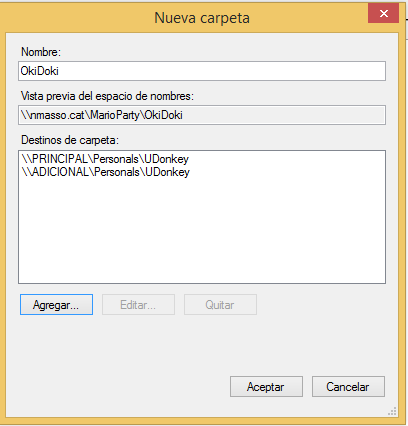 Nueva carpeta
Nombre:
OkiDoki
Vista previa del espacio de nombres:
\\nmasso.cat\MarioParty\OkiDoki
Destinos de carpeta:
\\PRINCIPAL\Personals\UDonkey
\\ADICIONAL\Personals\UDonkey
Agregar... Editar... Quitar
Aceptar Cancelar